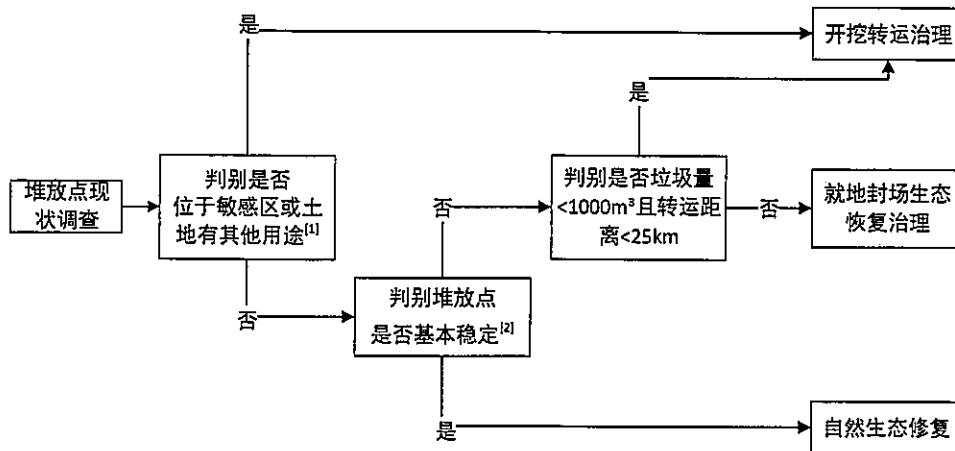 是
开挖转运治理
是
堆放点现
状调查
判别是否
位于敏感区或土
地有其他用途[1]
否
判别是否垃圾量
<1000m³且转运距
离<25km
否
就地封场生态
恢复治理
否
判别堆放点
是否基本稳定[2]
是
自然生态修复